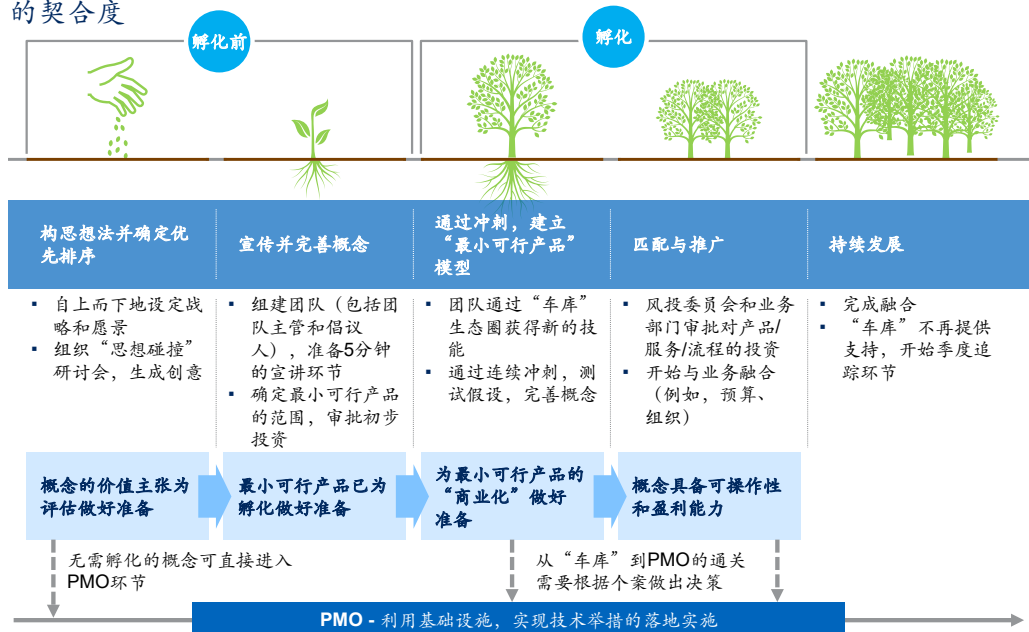 的契合度
孵化前
孵化
构思想法并确定优
先排序
宣传并完善概念
通过冲刺，建立
“最小可行产品”
模型
匹配与推广
持续发展
▪ 自上而下地设定战
略和愿景
▪ 组织“思想碰撞”
研讨会，生成创意
▪ 组建团队（包括团
队主管和倡议
人），准备5分钟
的宣讲环节
▪ 确定最小可行产品
的范围，审批初步
投资
▪ 团队通过“车库”
生态圈获得新的技
能
▪ 通过连续冲刺，测
试假设，完善概念
▪ 风投委员会和业务
部门审批对产品/
服务/流程的投资
▪ 开始与业务融合
（例如，预算、
组织）
▪ 完成融合
▪ “车库”不再提供
支持，开始季度追
踪环节
概念的价值主张为
评估做好准备
最小可行产品已为
孵化做好准备
为最小可行产品的
“商业化”做好
准备
概念具备可操作性
和盈利能力
无需孵化的概念可直接进入
PMO环节
从“车库”到PMO的通关
需要根据个案做出决策
PMO - 利用基础设施，实现技术举措的落地实施